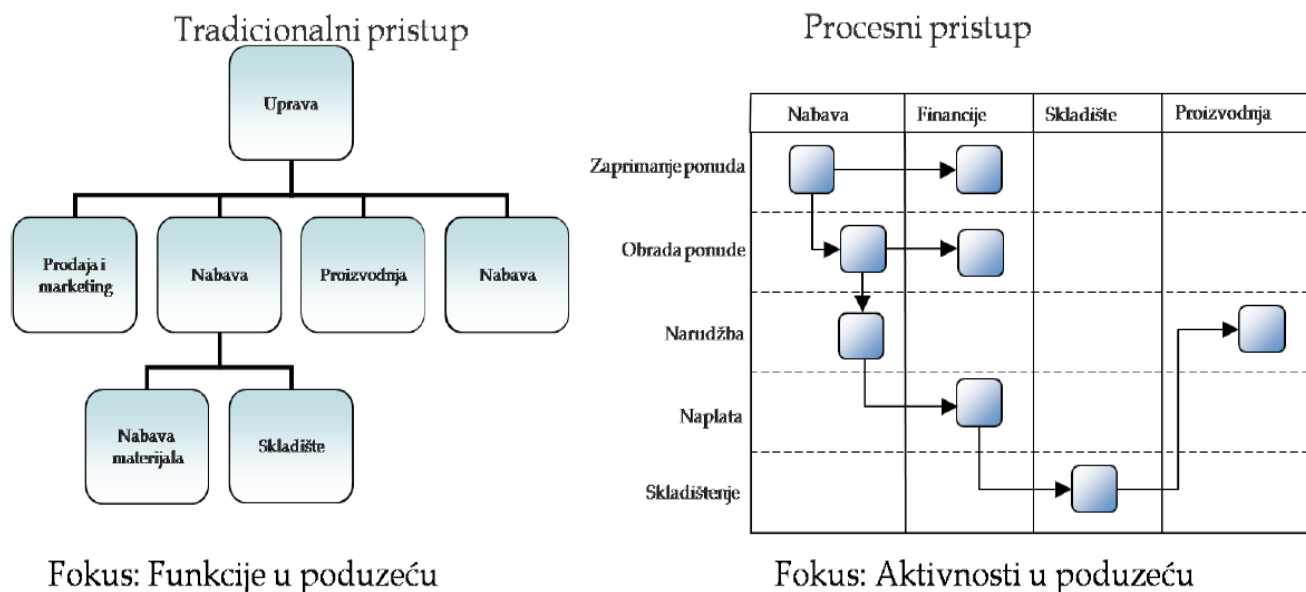 Tradicionalni pristup
Uprava
Prodaja i
marketing
Nabava
Proizvodnja
Nabava
Nabava
materijala
Skladište
Fokus: Funkcije u poduzeću
Procesni pristup
Nabava
Financije
Skladište
Proizvodnja
Zaprimanje ponuda
Obrada ponude
Narudžba
Naplata
Skladištenje
Fokus: Aktivnosti u poduzeću